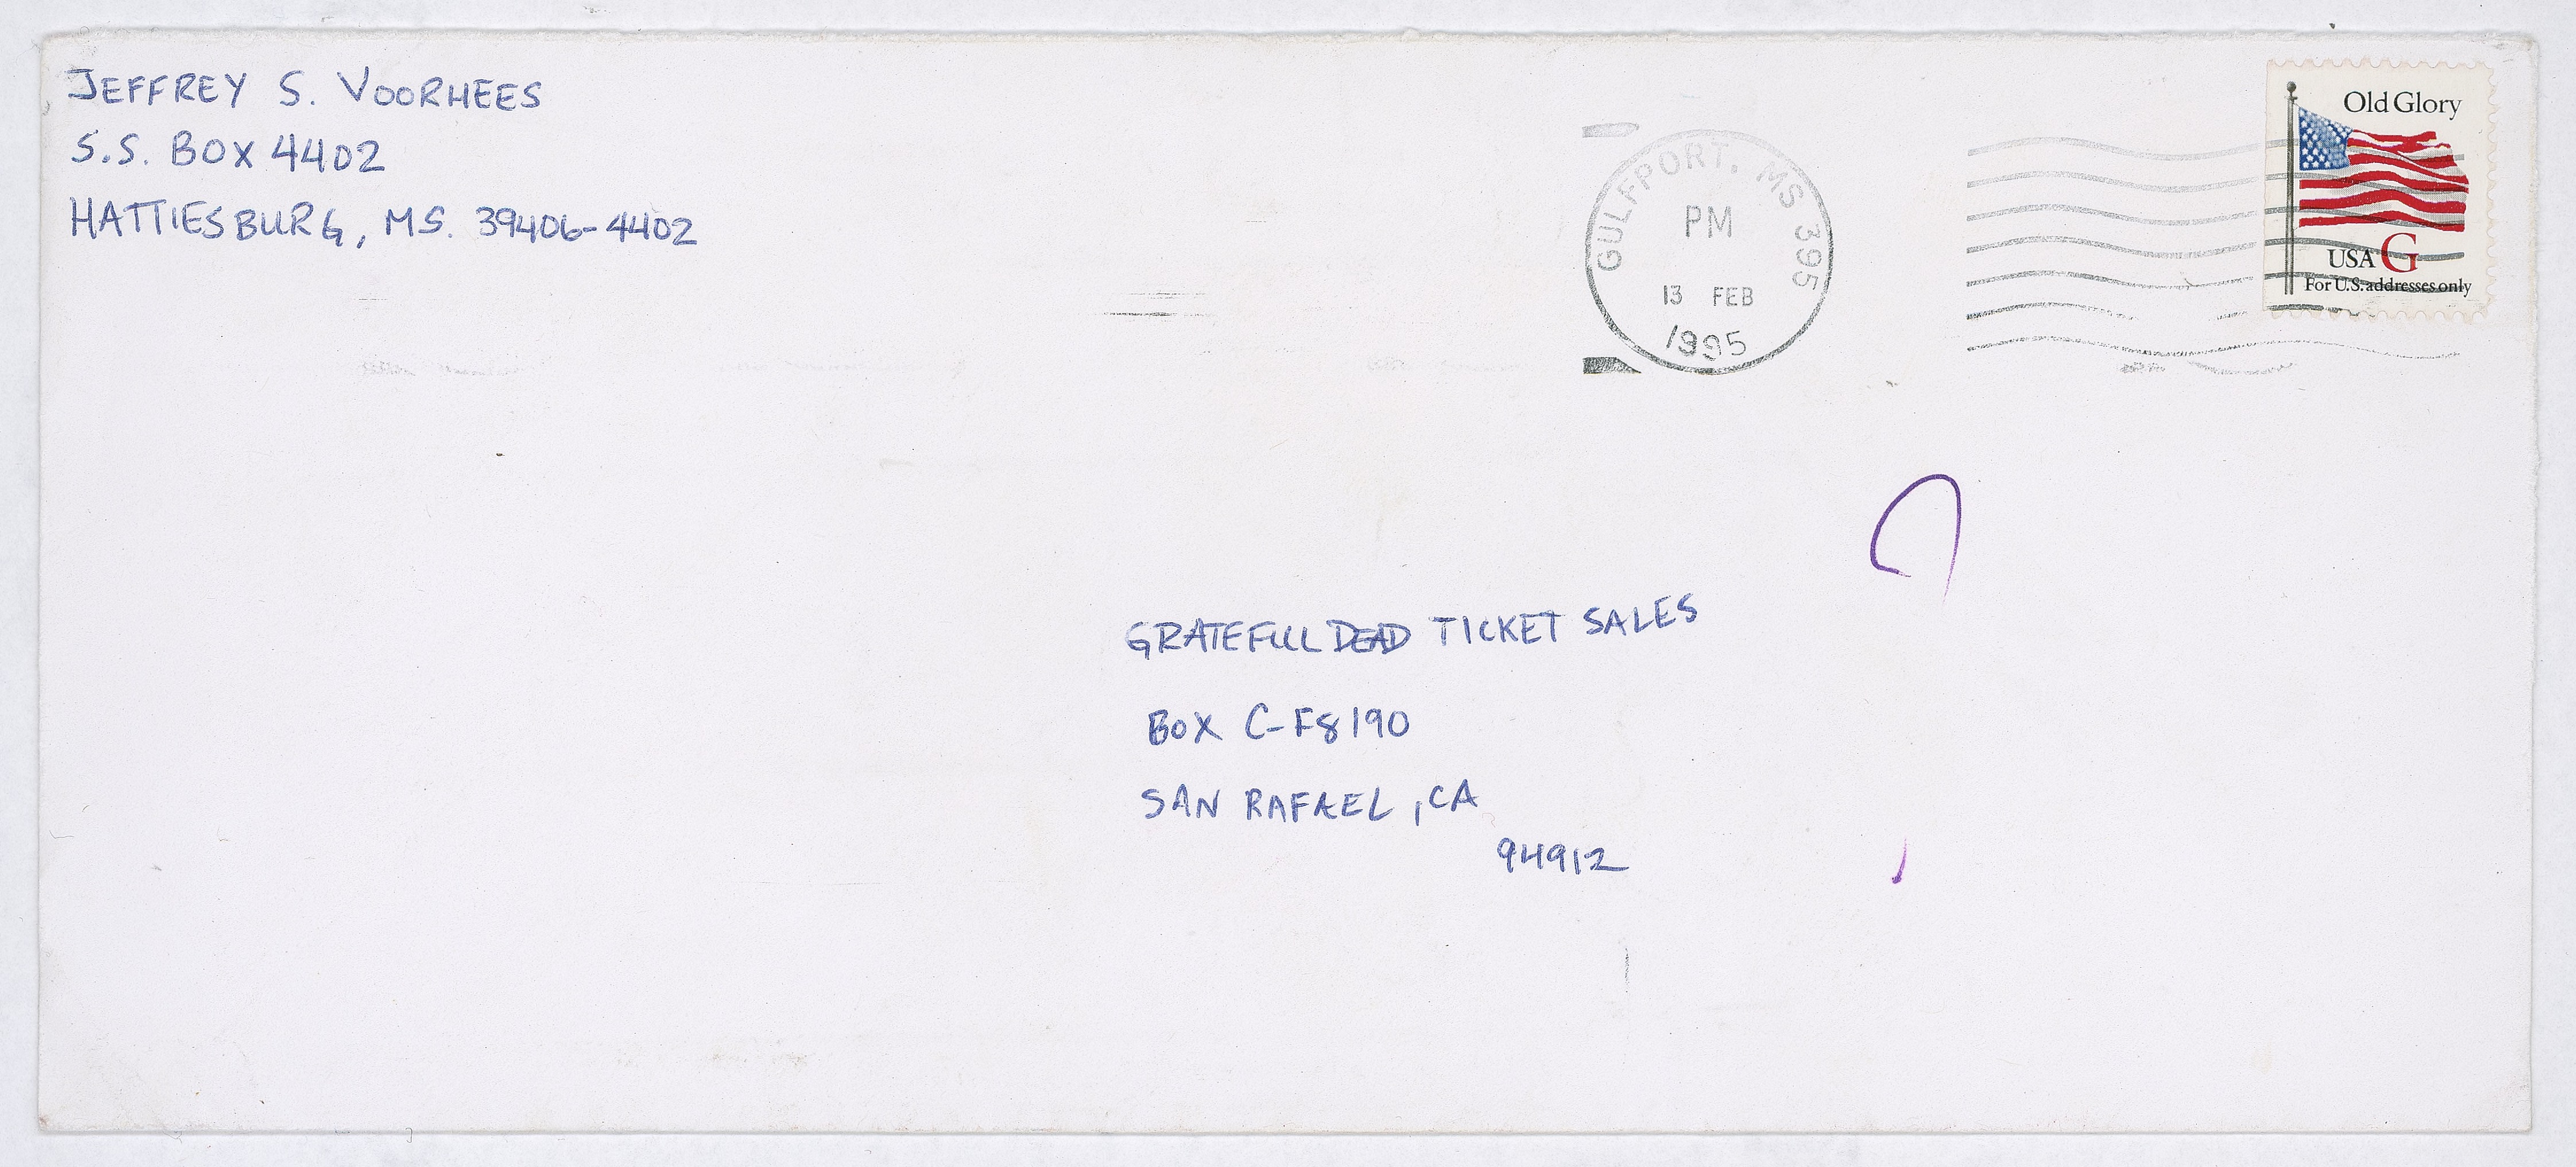 JEFFREY S. VOORHEES
S.S. BOX 4402
HATTIESBURG, MS. 39406-4402
GULFPORT, MS 395
PM
13 FEB
1995
Old Glory
USA G
For U.S. addresses only
GRATEFUL DEAD TICKET SALES
BOX C-F8190
SAN RAFAEL, CA
94912